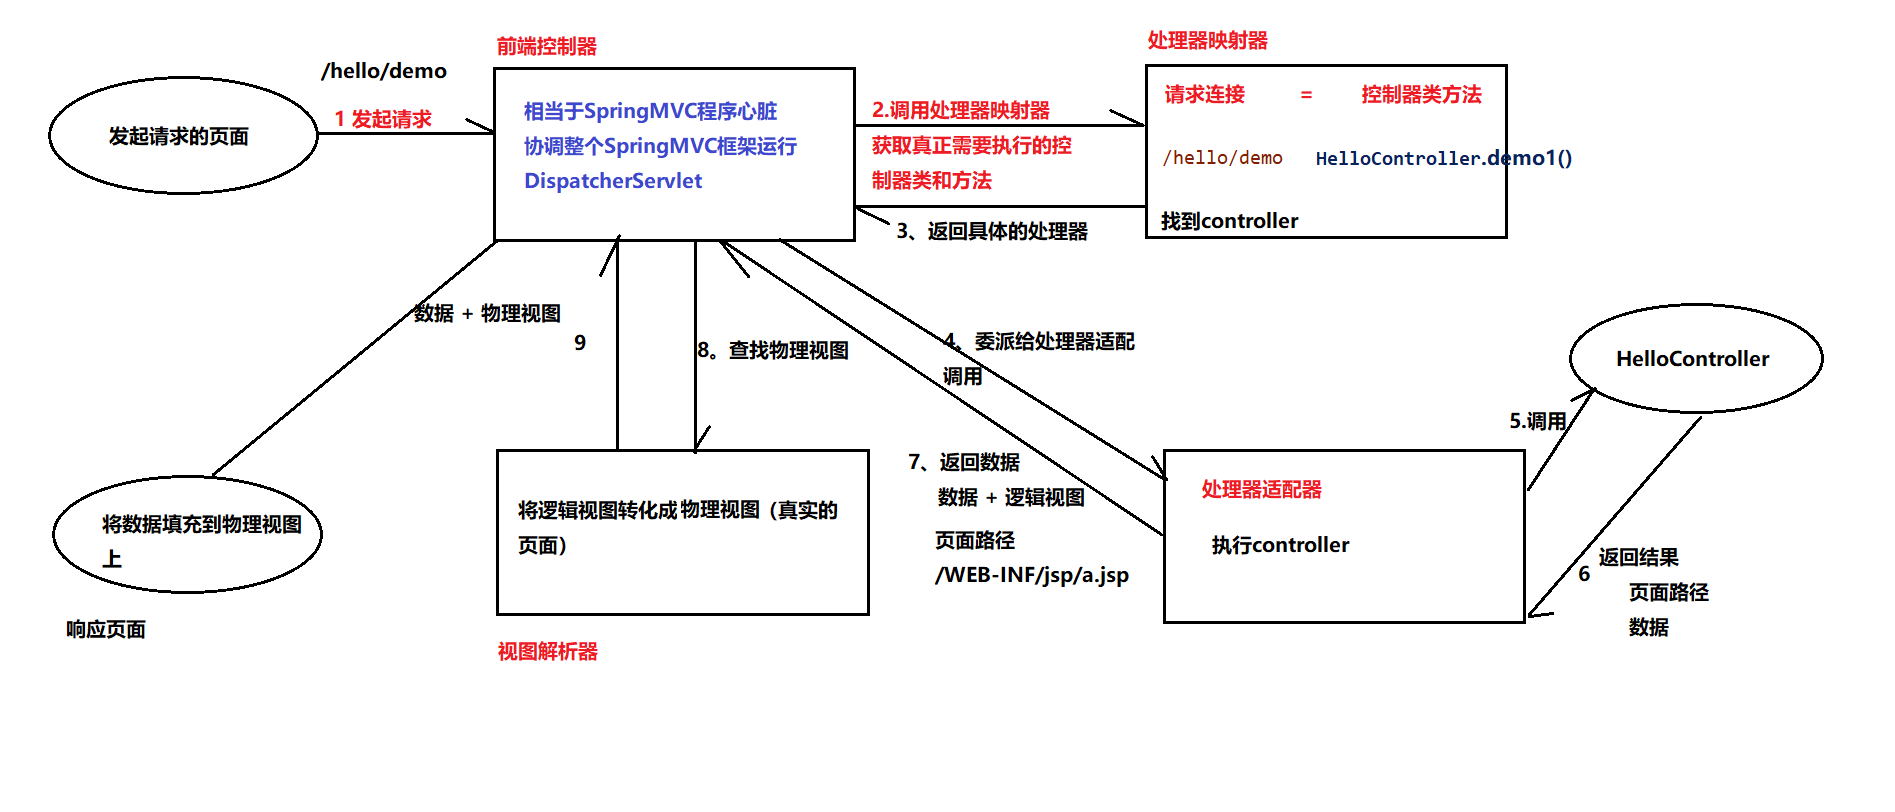 前端控制器
处理器映射器
/hello/demo
1 发起请求
发起请求的页面
相当于SpringMVC程序心脏
协调整个SpringMVC框架运行
DispatcherServlet
2.调用处理器映射器
获取真正需要执行的控
制器类和方法
请求连接 = 控制器类方法
/hello/demo HelloController.demo1()
找到controller
3、返回具体的处理器
数据 + 物理视图
9
8。查找物理视图
4、委派给处理器适配
调用
HelloController
5.调用
7、返回数据
数据 + 逻辑视图
页面路径
/WEB-INF/jsp/a.jsp
处理器适配器
执行controller
6 返回结果
页面路径
数据
将逻辑视图转化成物理视图（真实的
页面）
视图解析器
将数据填充到物理视图
上
响应页面